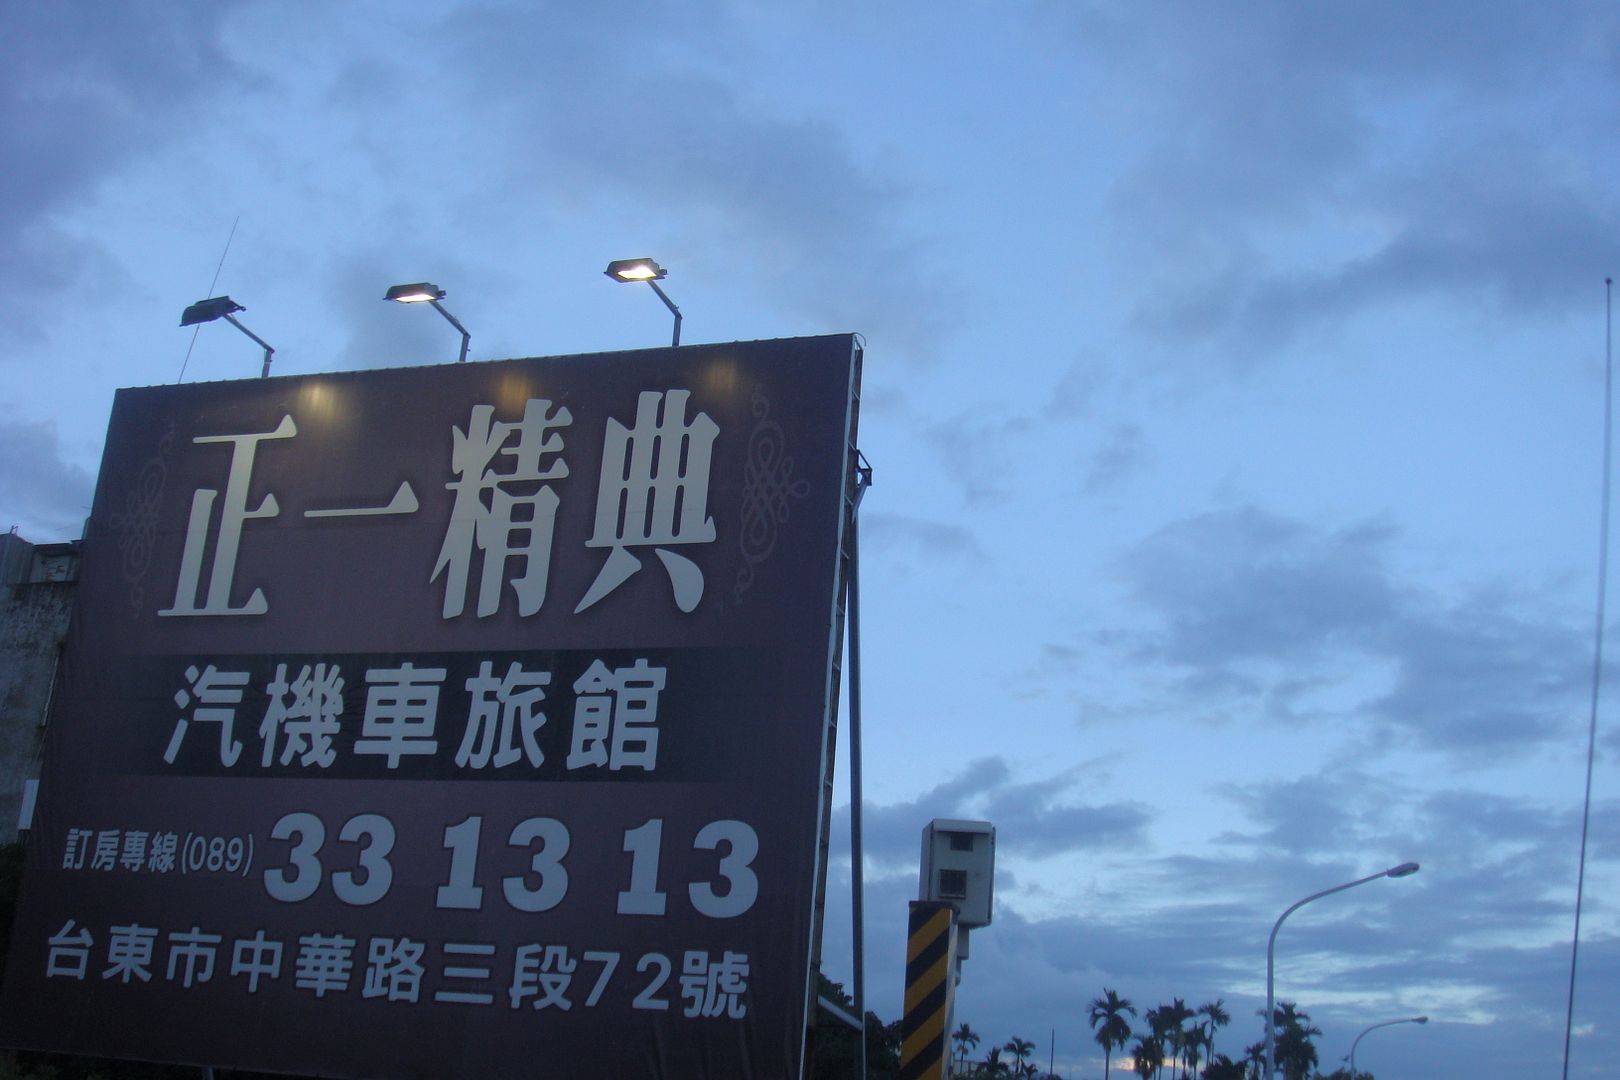 正一精典
汽機車旅館
訂房專線(089)33 13 13
台東市中華路三段72號